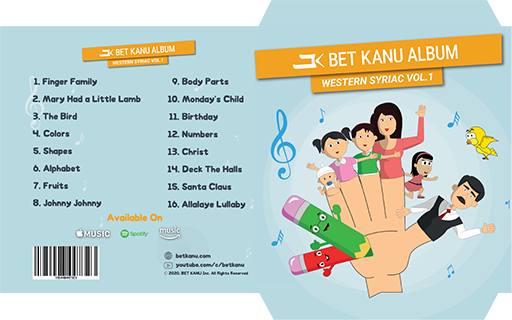 BET KANU ALBUM
WESTERN SYRIAC VOL.1
1. Finger Family
2. Mary Had a Little Lamb
3. The Bird
4. Colors
5. Shapes
6. Alphabet
7. Fruits
8. Johnny Johnny
9. Body Parts
10. Monday's Child
11. Birthday
12. Numbers
13. Christ
14. Deck The Halls
15. Santa Claus
16. Allalaye Lullaby
Available On
MUSIC
Spotify
music
betkanu.com
youtube.com/c/betkanu
© 2020, BET KANU Inc. All Rights Reserved
BET KANU ALBUM
WESTERN SYRIAC VOL.1